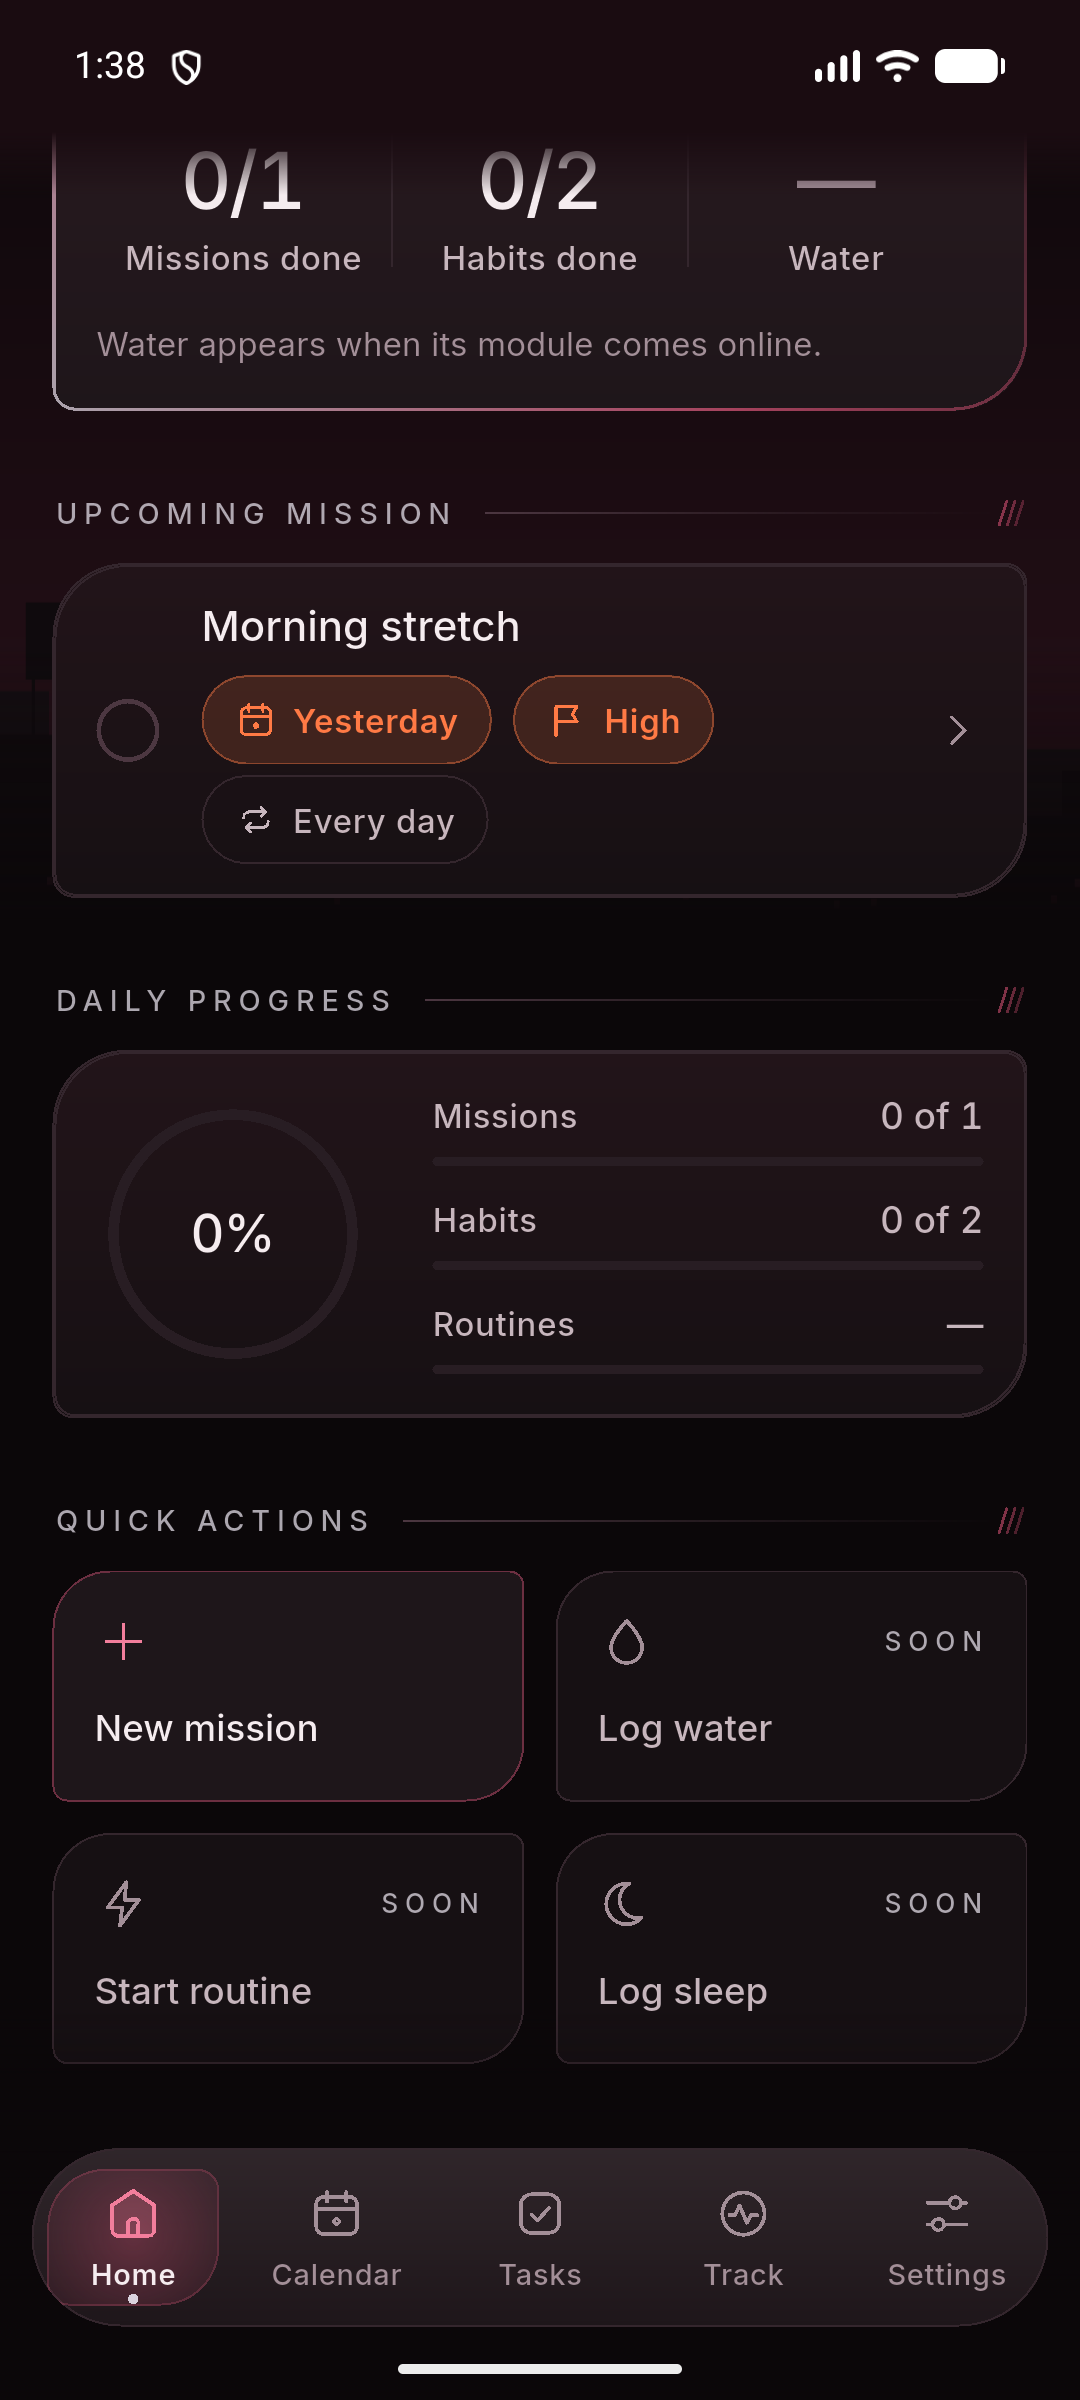 1:38
0/1
0/2
—
Missions done
Habits done
Water
Water appears when its module comes online.
UPCOMING MISSION
Morning stretch
Yesterday
High
Every day
DAILY PROGRESS
0%
Missions
0 of 1
Habits
0 of 2
Routines
—
QUICK ACTIONS
New mission
SOON
Log water
SOON
Start routine
SOON
Log sleep
Home
Calendar
Tasks
Track
Settings